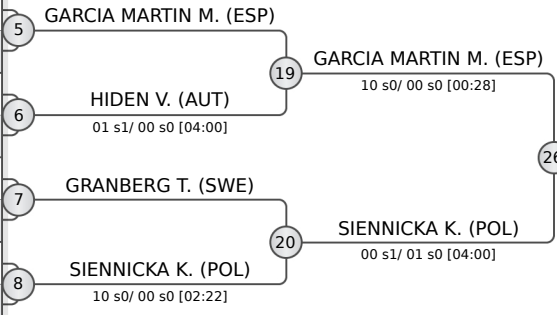 GARCIA MARTIN M. (ESP)
5
GARCIA MARTIN M. (ESP)
19
10 s0/ 00 s0 [00:28]
HIDEN V. (AUT)
6
01 s1/ 00 s0 [04:00]
26
GRANBERG T. (SWE)
7
SIENNICKA K. (POL)
20
00 s1/ 01 s0 [04:00]
SIENNICKA K. (POL)
8
10 s0/ 00 s0 [02:22]